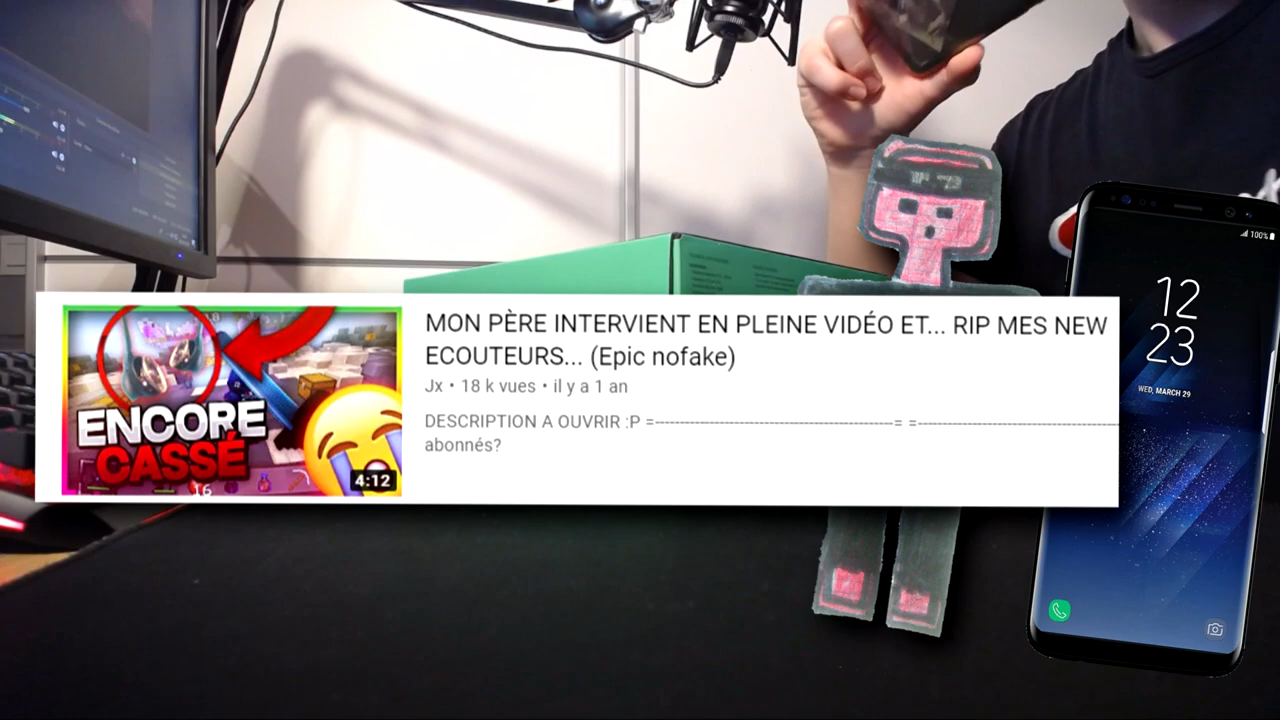 MON PÈRE INTERVIENT EN PLEINE VIDÉO ET... RIP MES NEW
ECOUTEURS... (Epic nofake)
Jx • 18 k vues • il y a 1 an
DESCRIPTION A OUVRIR :P =----------------------------------------------= =----------------------------------------
abonnés?
ENCORE
CASSÉ
16
4:12
100%
12
23
WED, MARCH 29